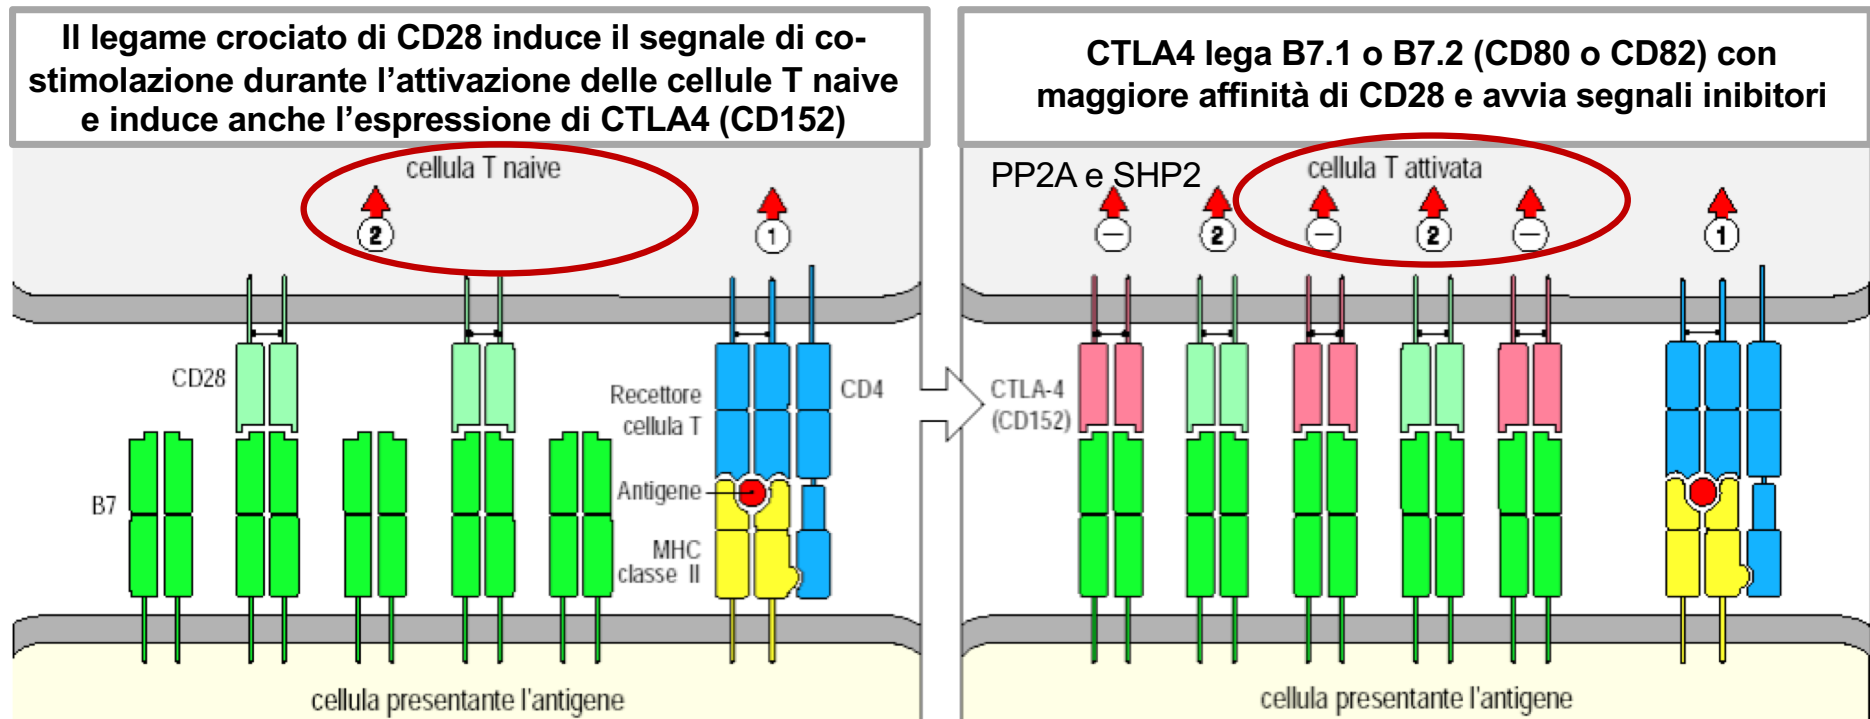 Il legame crociato di CD28 induce il segnale di co-
stimolazione durante l’attivazione delle cellule T naive
e induce anche l’espressione di CTLA4 (CD152)
cellula T naive
2
1
CD28
Recettore
cellula T
CD4
B7
Antigene
MHC
classe II
cellula presentante l'antigene
CTLA4 lega B7.1 o B7.2 (CD80 o CD82) con
maggiore affinità di CD28 e avvia segnali inibitori
PP2A e SHP2
cellula T attivata
–
2
–
2
–
1
CTLA-4
(CD152)
cellula presentante l'antigene